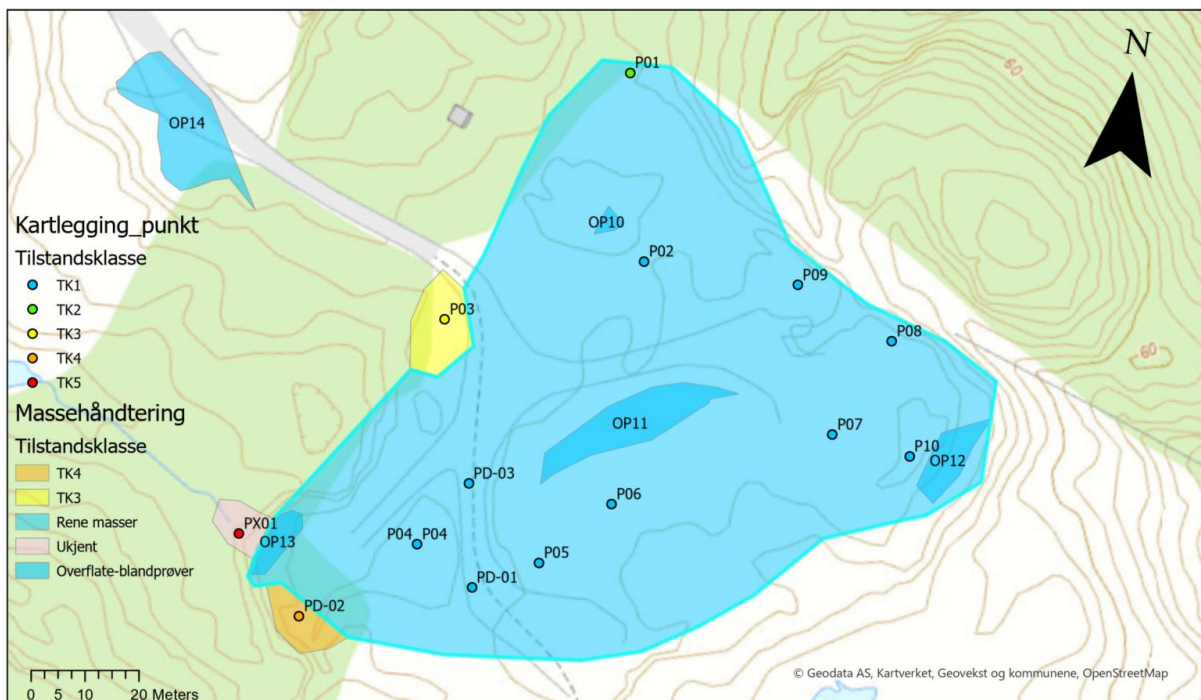 P01
N
60
OP14
Kartlegging_punkt
Tilstandsklasse
TK1
TK2
TK3
TK4
TK5
Massehåndtering
Tilstandsklasse
TK4
TK3
Rene masser
Ukjent
Overflate-blandprøver
OP10
P02
P09
P03
P08
60
OP11
P07
P10
OP12
PD-03
P06
PX01
OP13
P04 P04
P05
PD-01
PD-02
0 5 10 20 Meters
© Geodata AS, Kartverket, Geovekst og kommunene, OpenStreetMap